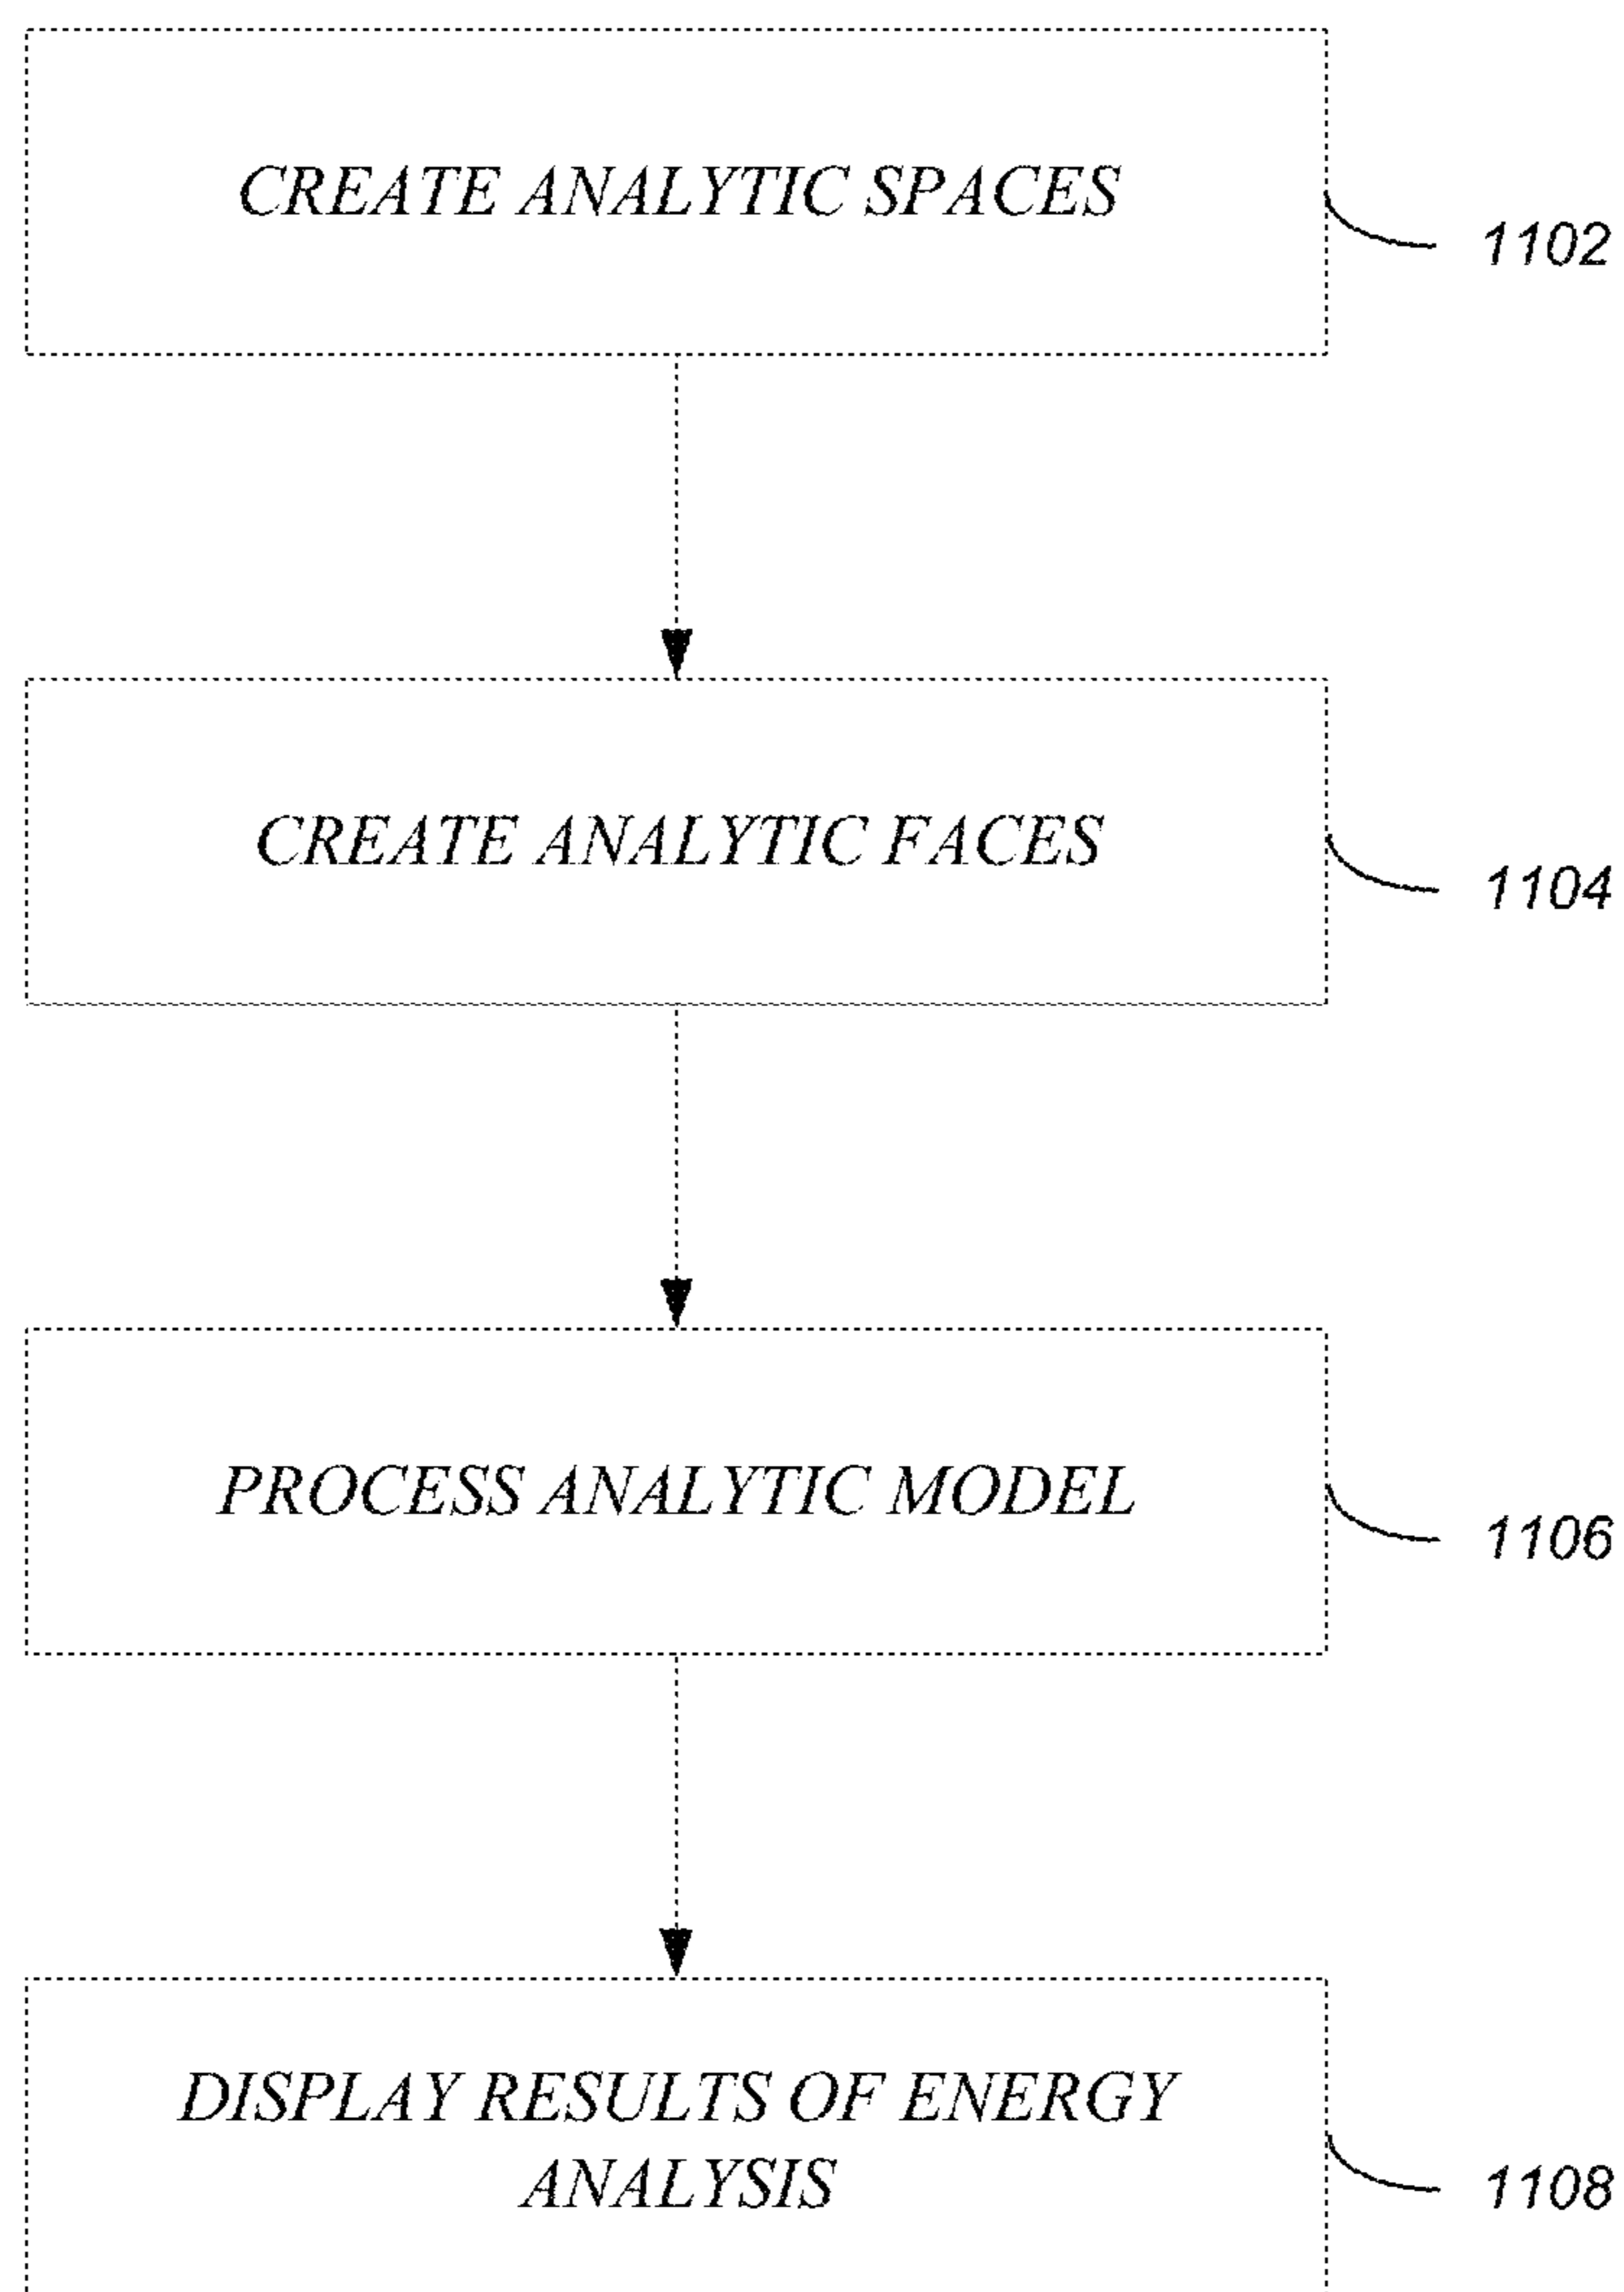 CREATE ANALYTIC SPACES
1102
CREATE ANALYTIC FACES
1104
PROCESS ANALYTIC MODEL
1106
DISPLAY RESULTS OF ENERGY
ANALYSIS
1108